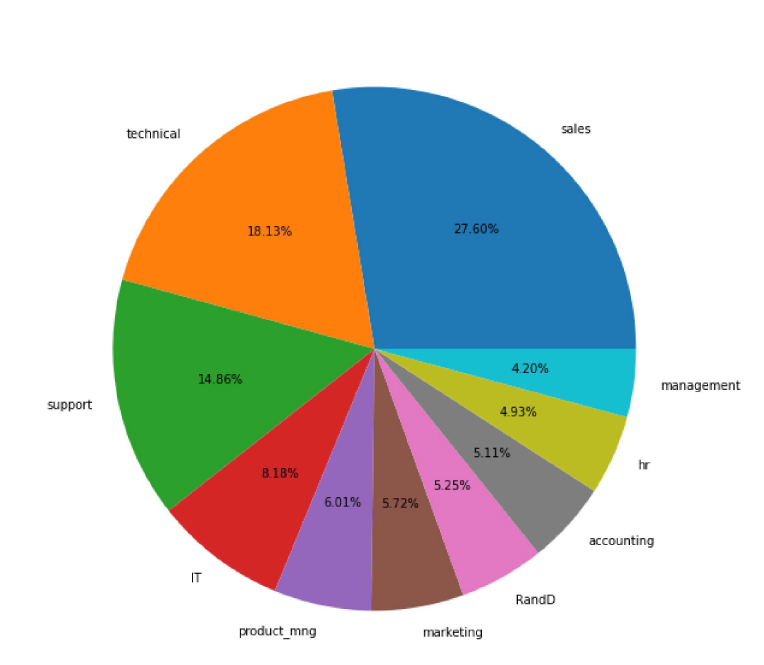 sales
technical
27.60%
18.13%
4.20%
14.86%
management
support
4.93%
5.11%
hr
8.18%
5.25%
6.01%
5.72%
accounting
IT
RandD
product_mng
marketing